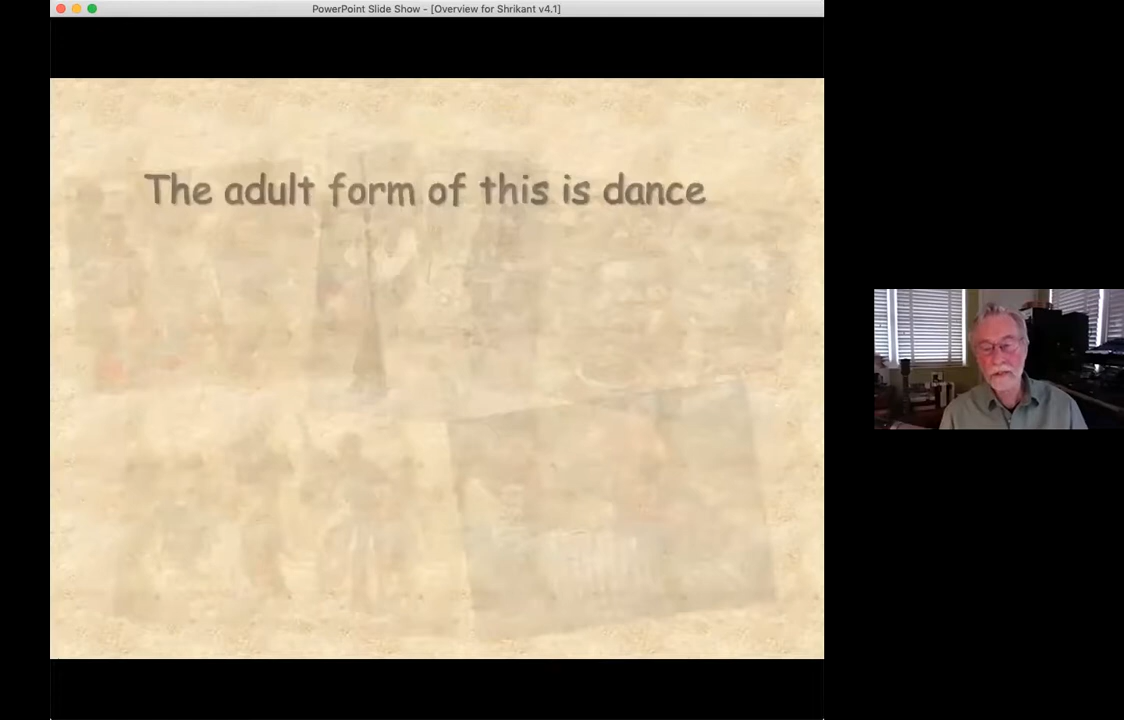 PowerPoint Slide Show - [Overview for Shrikant v4.1]
The adult form of this is dance